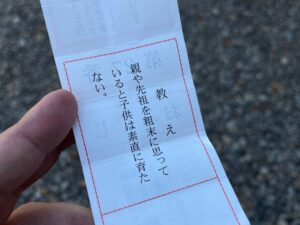 教え
親や先祖を粗末に思って
いると子供は素直に育た
ない。